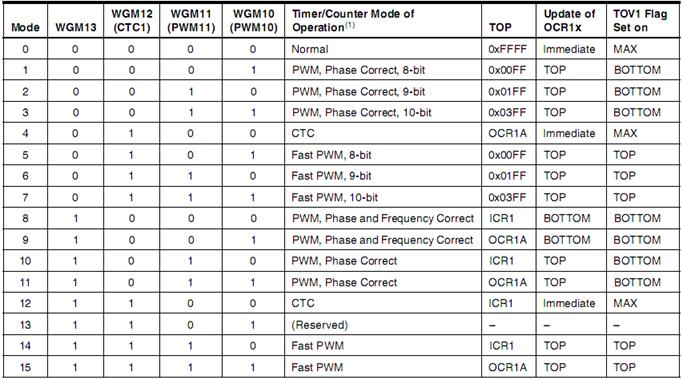 Mode WGM13 WGM12 (CTC1) WGM11 (PWM11) WGM10 (PWM10) Timer/Counter Mode of Operation(1) TOP Update of OCR1x TOV1 Flag Set on
0 0 0 0 0 Normal 0xFFFF Immediate MAX
1 0 0 0 1 PWM, Phase Correct, 8-bit 0x00FF TOP BOTTOM
2 0 0 1 0 PWM, Phase Correct, 9-bit 0x01FF TOP BOTTOM
3 0 0 1 1 PWM, Phase Correct, 10-bit 0x03FF TOP BOTTOM
4 0 1 0 0 CTC OCR1A Immediate MAX
5 0 1 0 1 Fast PWM, 8-bit 0x00FF TOP TOP
6 0 1 1 0 Fast PWM, 9-bit 0x01FF TOP TOP
7 0 1 1 1 Fast PWM, 10-bit 0x03FF TOP TOP
8 1 0 0 0 PWM, Phase and Frequency Correct ICR1 BOTTOM BOTTOM
9 1 0 0 1 PWM, Phase and Frequency Correct OCR1A BOTTOM BOTTOM
10 1 0 1 0 PWM, Phase Correct ICR1 TOP BOTTOM
11 1 0 1 1 PWM, Phase Correct OCR1A TOP BOTTOM
12 1 1 0 0 CTC ICR1 Immediate MAX
13 1 1 0 1 (Reserved) – – –
14 1 1 1 0 Fast PWM ICR1 TOP TOP
15 1 1 1 1 Fast PWM OCR1A TOP TOP